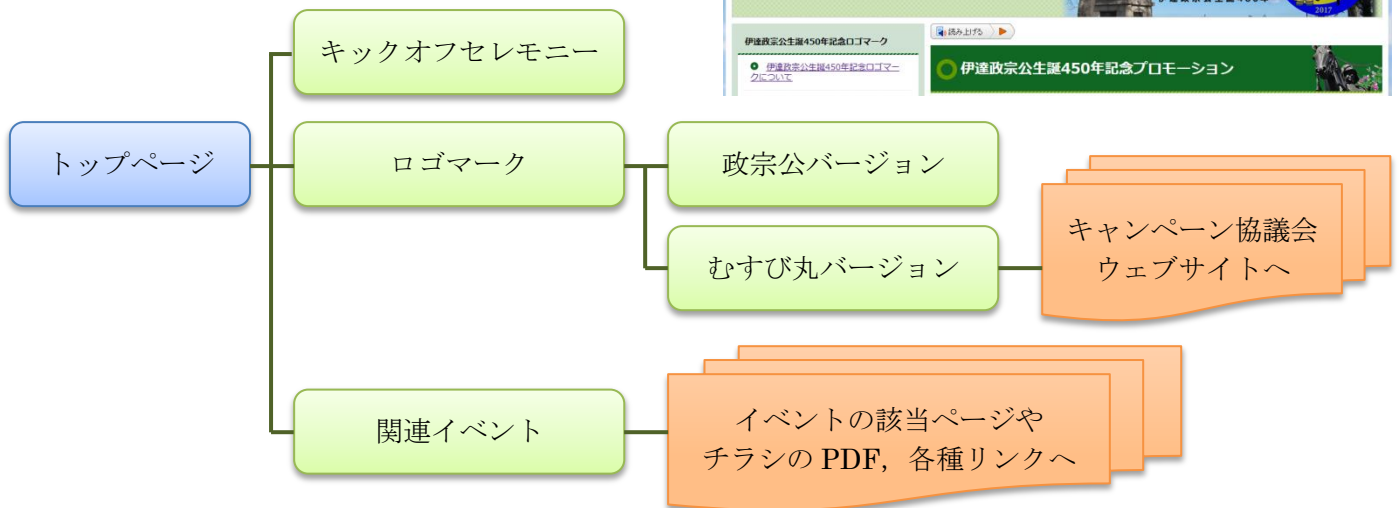 2017
読み上げる
伊達政宗公生誕450年記念ロゴマーク
伊達政宗公生誕450年記念ロゴマー
クについて
伊達政宗公生誕450年記念プロモーション
キックオフセレモニー
トップページ
ロゴマーク
政宗公バージョン
むすび丸バージョン
キャンペーン協議会
ウェブサイトへ
関連イベント
イベントの該当ページや
チラシの PDF，各種リンクへ